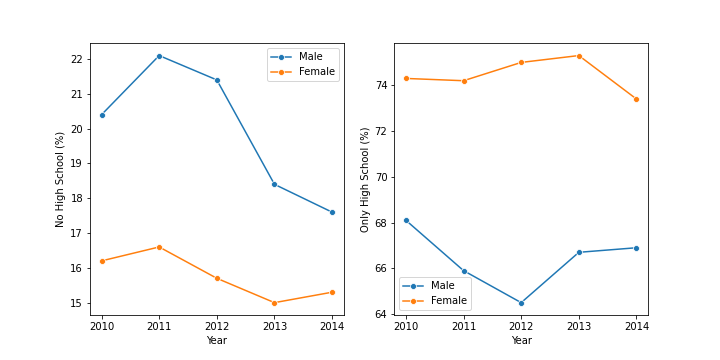 No High School (%)
22
21
20
19
18
17
16
15
2010 2011 2012 2013 2014
Year
Male
Female
Only High School (%)
74
72
70
68
66
64
2010 2011 2012 2013 2014
Year
Male
Female